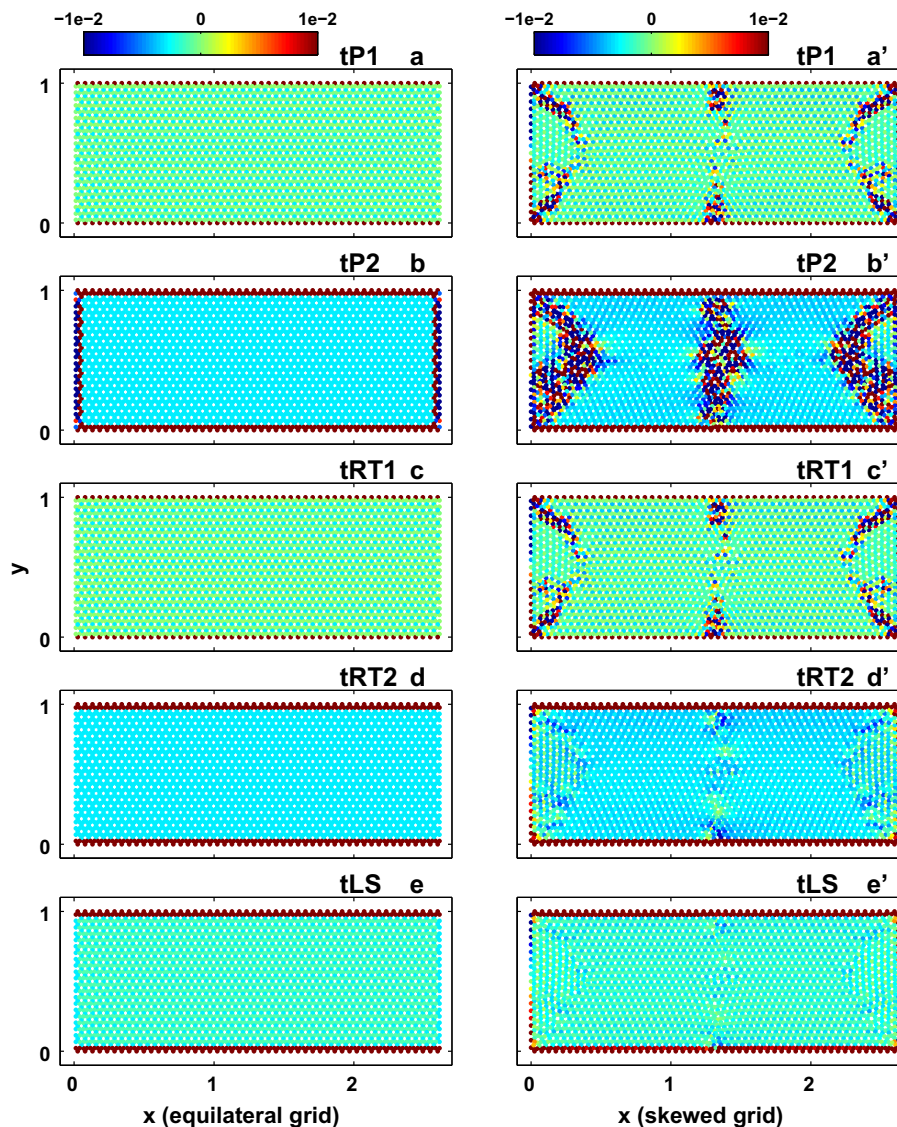 −1e−2 0 1e−2 −1e−2 0 1e−2
tP1 a tP1 a’
1
0
tP2 b tP2 b’
1
0
tRT1 c tRT1 c’
1
0
y
tRT2 d tRT2 d’
1
0
tLS e tLS e’
1
0
0 1 2 0 1 2
x (equilateral grid) x (skewed grid)